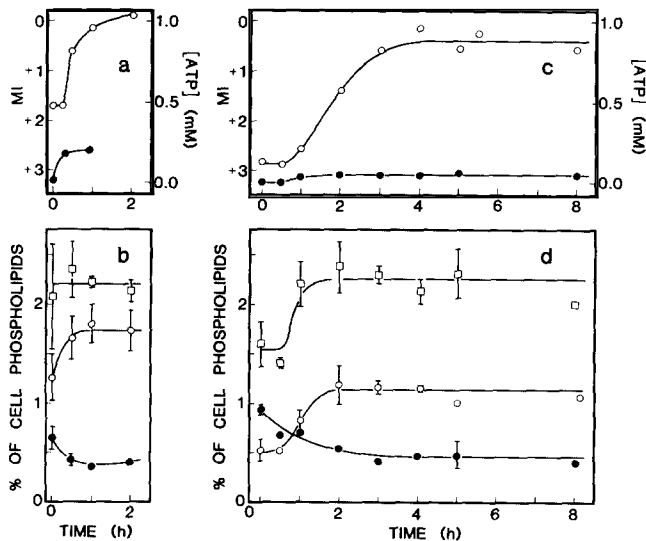 a
MI
0
+1
+2
+3
1.0
0.5
0.0
[ATP] (mM)
0 1 2
c
MI
0
+1
+2
+3
1.0
0.5
0.0
[ATP] (mM)
0 2 4 6 8
b
% OF CELL PHOSPHOLIPIDS
2
1
0
0 1 2
TIME (h)
d
% OF CELL PHOSPHOLIPIDS
2
1
0
0 2 4 6 8
TIME (h)